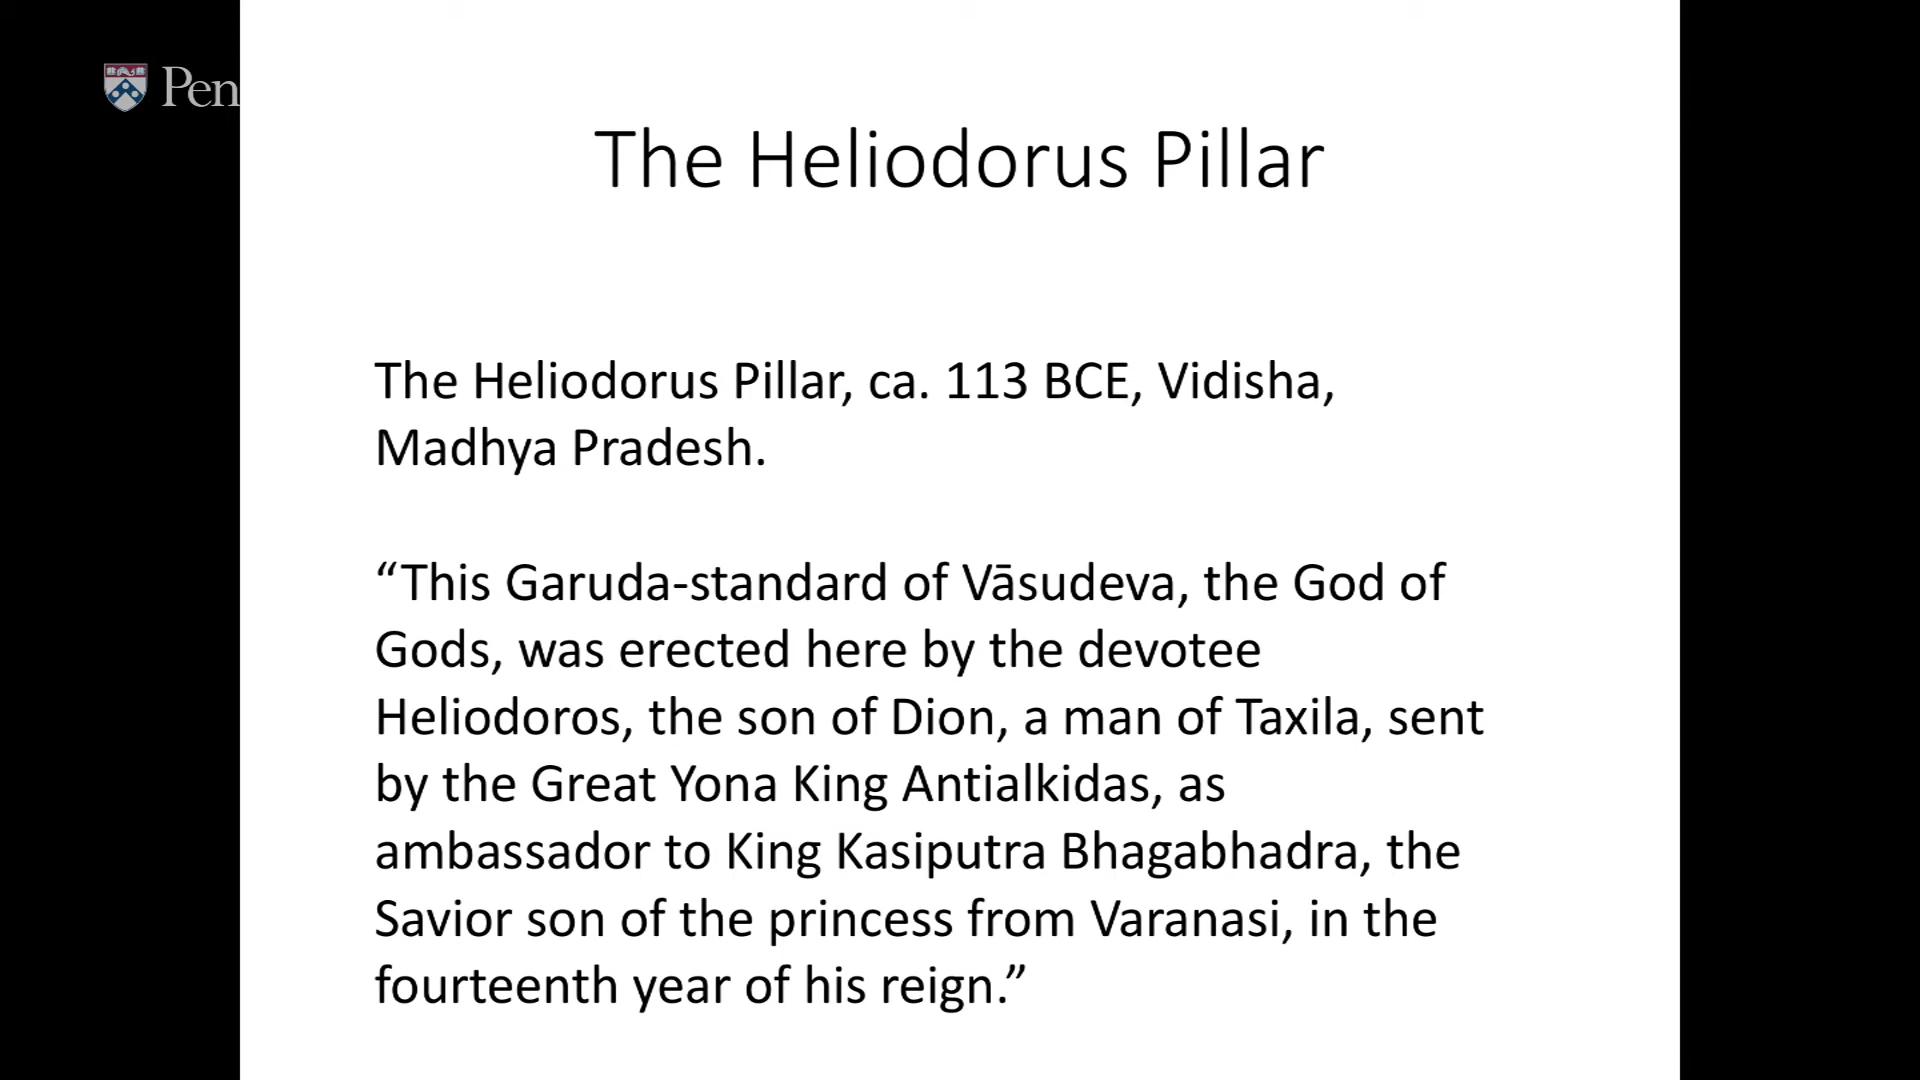 Pen
The Heliodorus Pillar
The Heliodorus Pillar, ca. 113 BCE, Vidisha,
Madhya Pradesh.
“This Garuda-standard of Vāsudeva, the God of
Gods, was erected here by the devotee
Heliodoros, the son of Dion, a man of Taxila, sent
by the Great Yona King Antialkidas, as
ambassador to King Kasiputra Bhagabhadra, the
Savior son of the princess from Varanasi, in the
fourteenth year of his reign.”